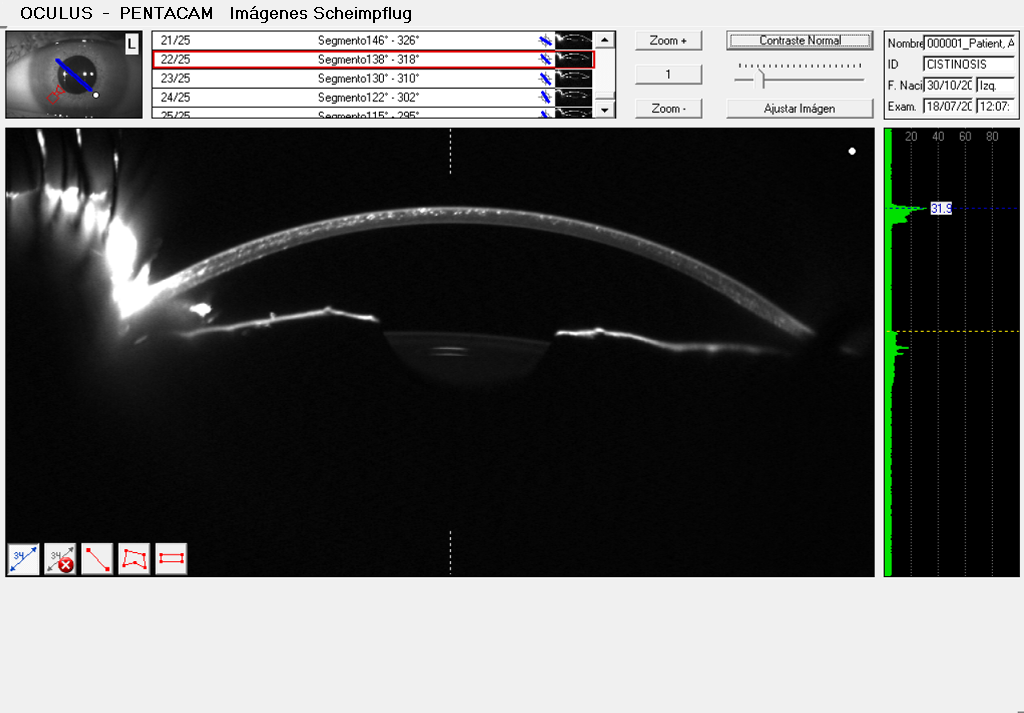 OCULUS - PENTACAM Imágenes Scheimpflug
L
21/25 Segmento146° - 326°
22/25 Segmento138° - 318°
23/25 Segmento130° - 310°
24/25 Segmento122° - 302°
25/25 Segmento115° - 295°
Zoom +
1
Zoom -
Contraste Normal
Ajustar Imágen
Nombre 000001_Patient, A
ID CISTINOSIS
F. Naci 30/10/20 Izq.
Exam. 18/07/20 12:07:
20 40 60 80
31.9
34
34